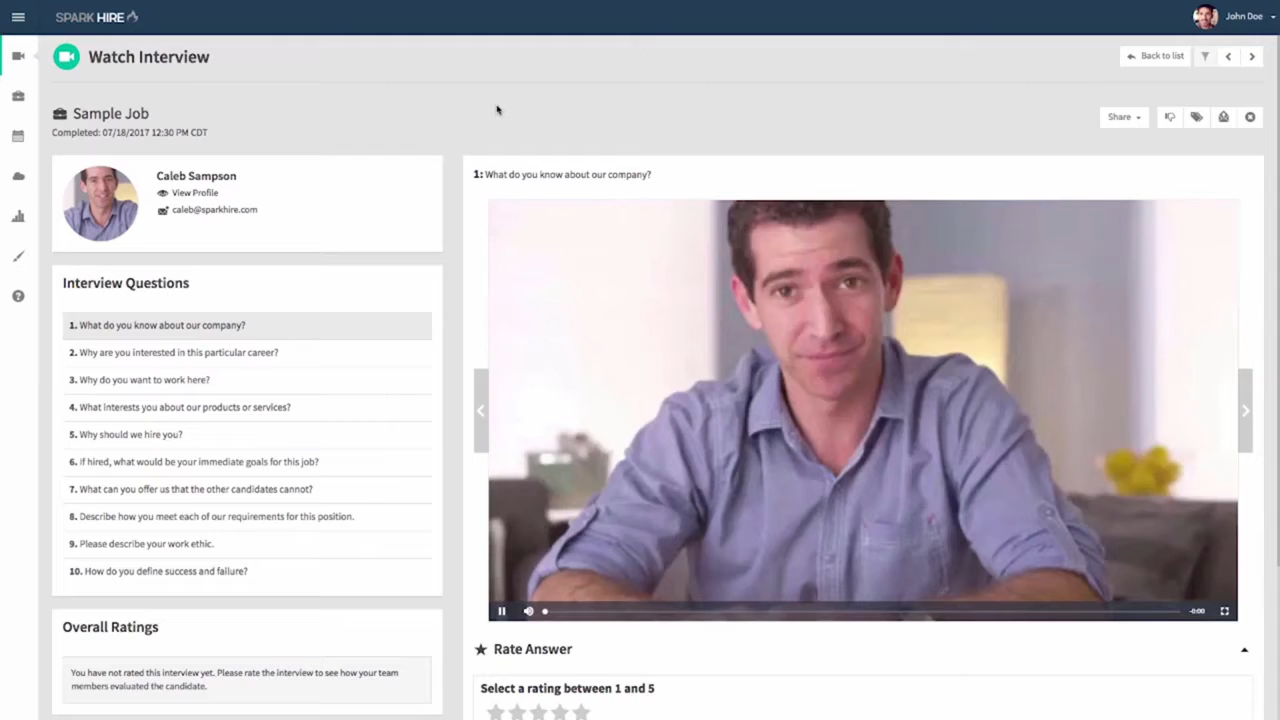 SPARK HIRE
John Doe
Watch Interview
Back to list
Sample Job
Completed: 07/18/2017 12:30 PM CDT
Share
Caleb Sampson
View Profile
caleb@sparkhire.com
Interview Questions
1. What do you know about our company?
2. Why are you interested in this particular career?
3. Why do you want to work here?
4. What interests you about our products or services?
5. Why should we hire you?
6. If hired, what would be your immediate goals for this job?
7. What can you offer us that the other candidates cannot?
8. Describe how you meet each of our requirements for this position.
9. Please describe your work ethic.
10. How do you define success and failure?
Overall Ratings
You have not rated this interview yet. Please rate the interview to see how your team
members evaluated the candidate.
1: What do you know about our company?
-0:00
Rate Answer
Select a rating between 1 and 5